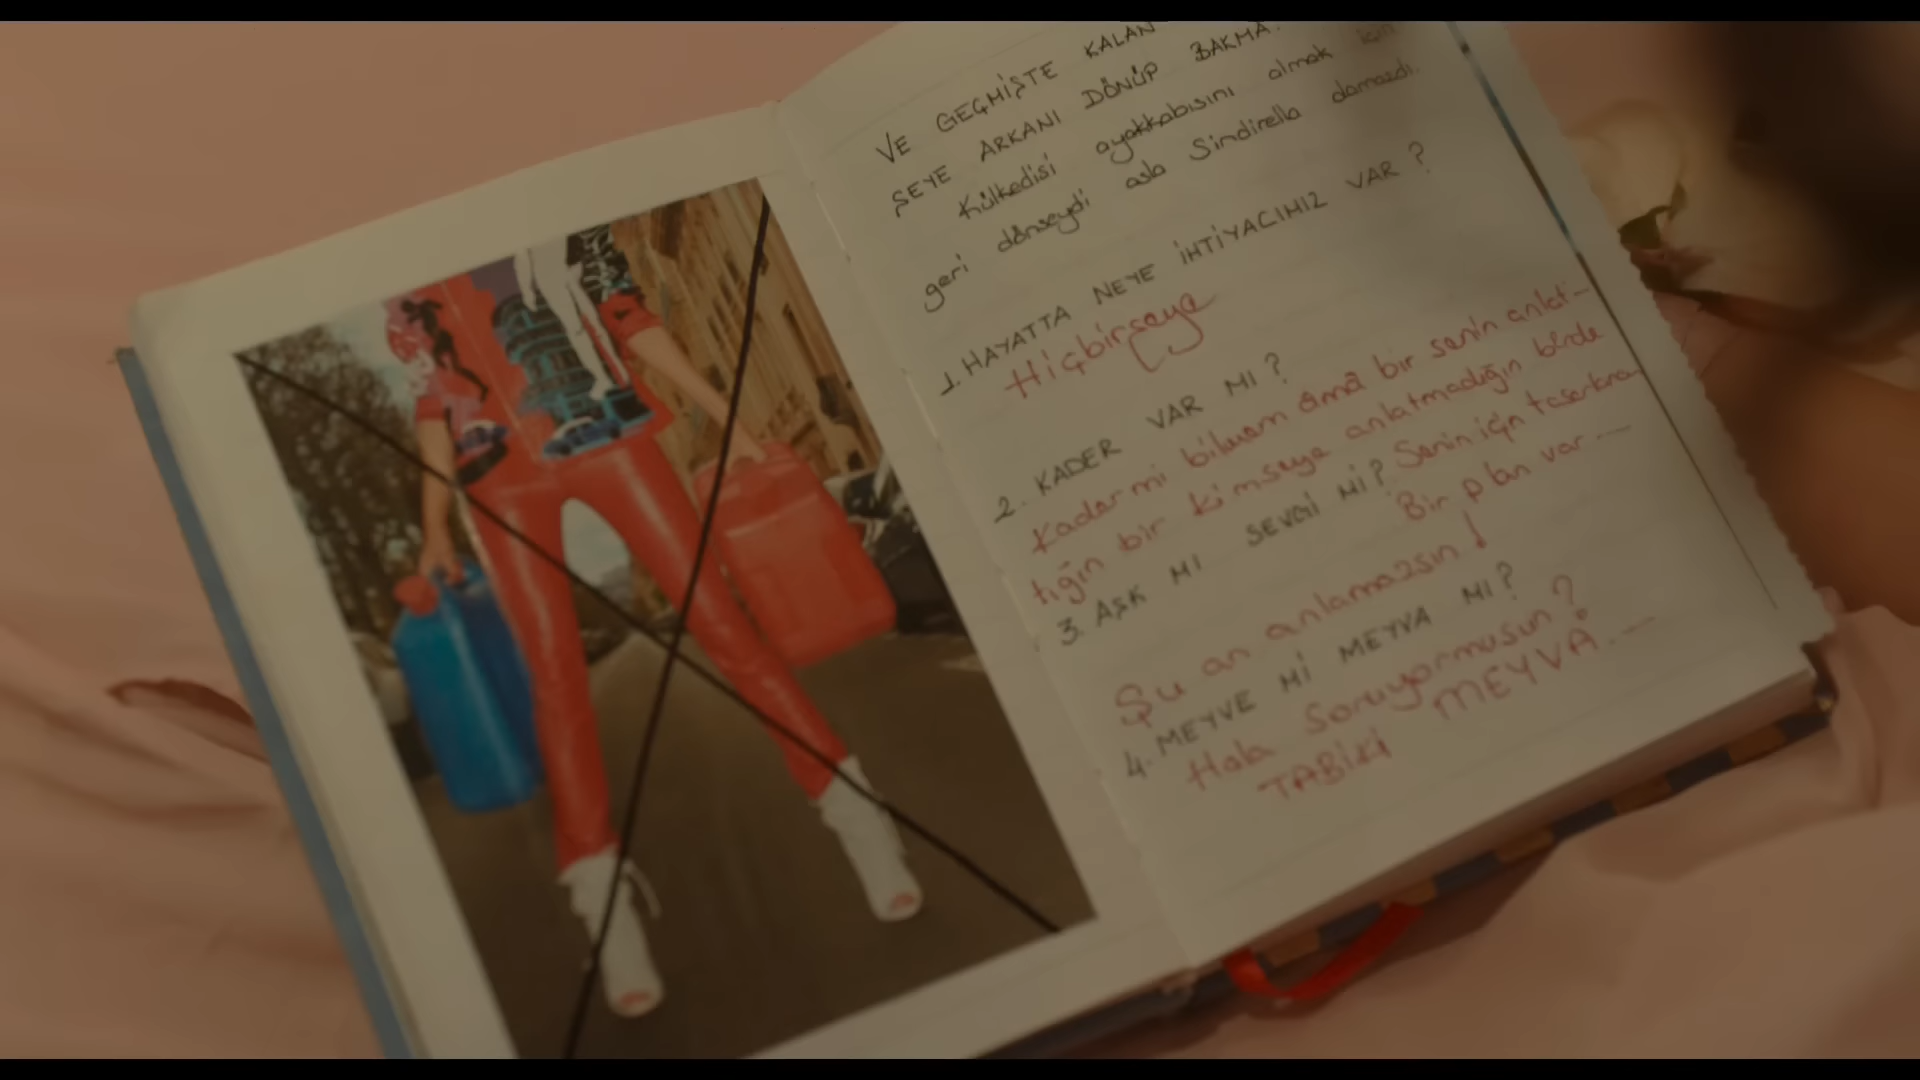 VE GEÇMİŞTE KALAN
ŞEYE ARKANI DÖNÜP BAKMA.
Külkedisi ayakkabısını almak için
geri dönseydi asla Sindirella olamazdı.
1. HAYATTA NEYE İHTİYACIMIZ VAR ?
Hiçbirşeye
2. KADER VAR MI ?
Kader mi bilmem ama bir senin anlat-
tığın bir kimseye anlatmadığın birde
3. AŞK MI SEVGİ Mİ? Senin için tasarlanan
Bir plan var ....
Şu an anlamazsın!
4. MEYVE Mİ MEYVA MI ?
Hala Soruyormusun ?
TABİKİ MEYVA....